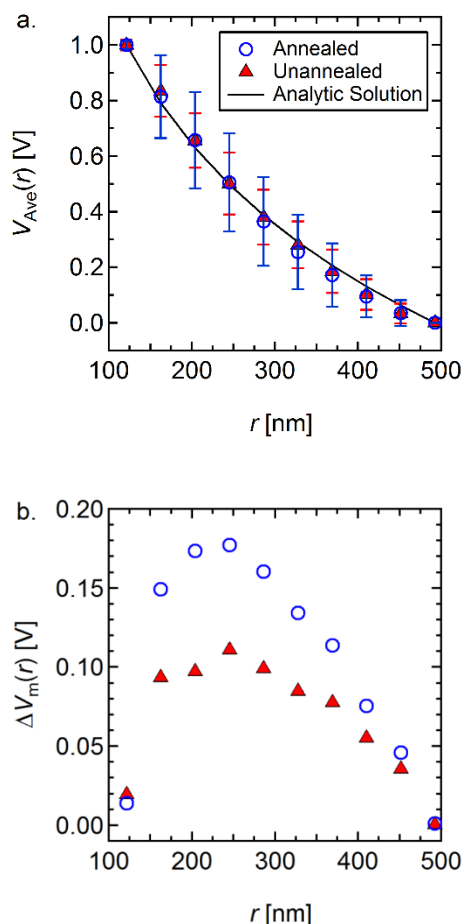 a.
1.0
0.8
0.6
0.4
0.2
0.0
V_Ave(r) [V]
Annealed
Unannealed
Analytic Solution
100 200 300 400 500
r [nm]
b.
0.20
0.15
0.10
0.05
0.00
ΔV_m(r) [V]
100 200 300 400 500
r [nm]